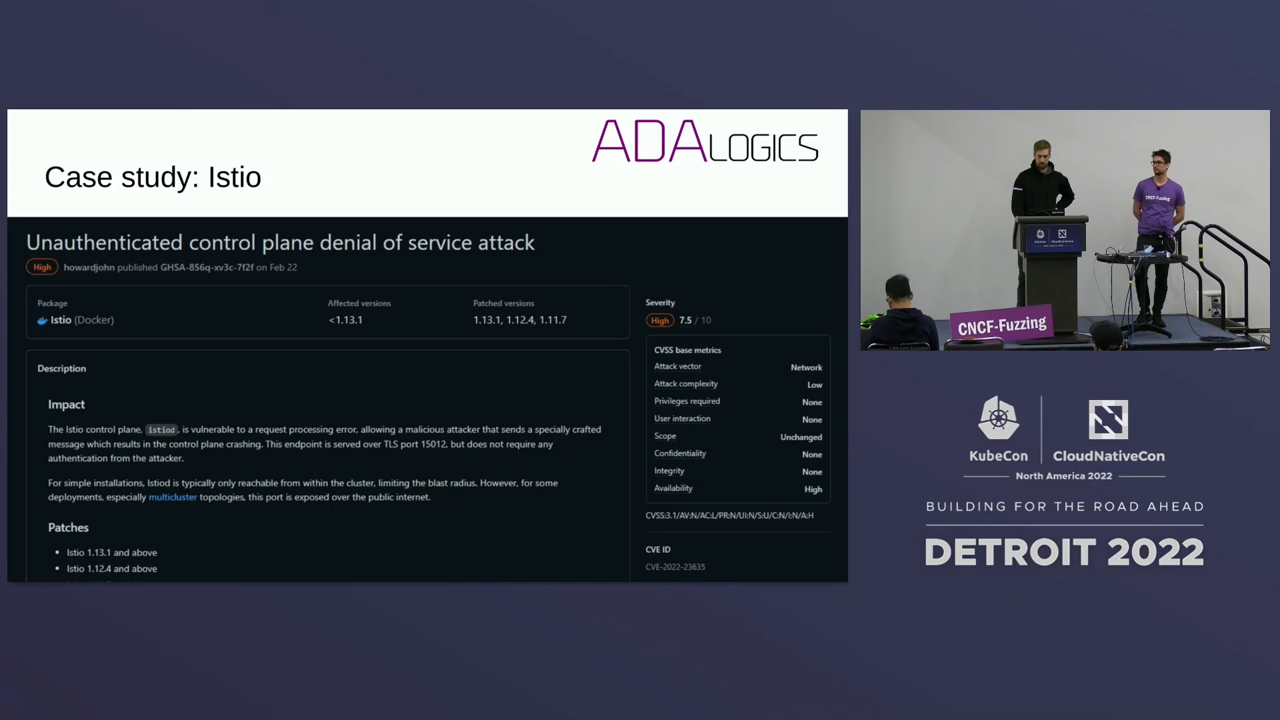 ADALOGICS
Case study: Istio
Unauthenticated control plane denial of service attack
High howardjohn published GHSA-856q-xv3c-7f2f on Feb 22
Package
Istio (Docker)
Affected versions
<1.13.1
Patched versions
1.13.1, 1.12.4, 1.11.7
Description
Impact
The Istio control plane, istiod, is vulnerable to a request processing error, allowing a malicious attacker that sends a specially crafted
message which results in the control plane crashing. This endpoint is served over TLS port 15012, but does not require any
authentication from the attacker.
For simple installations, Istiod is typically only reachable from within the cluster, limiting the blast radius. However, for some
deployments, especially multicluster topologies, this port is exposed over the public internet.
Patches
• Istio 1.13.1 and above
• Istio 1.12.4 and above
Severity
High 7.5 / 10
CVSS base metrics
Attack vector Network
Attack complexity Low
Privileges required None
User interaction None
Scope Unchanged
Confidentiality None
Integrity None
Availability High
CVSS:3.1/AV:N/AC:L/PR:N/UI:N/S:U/C:N/I:N/A:H
CVE ID
CVE-2022-23635
CNCF-Fuzzing
CNCF-Fuzzing
KubeCon
CloudNativeCon
North America 2022
BUILDING FOR THE ROAD AHEAD
DETROIT 2022